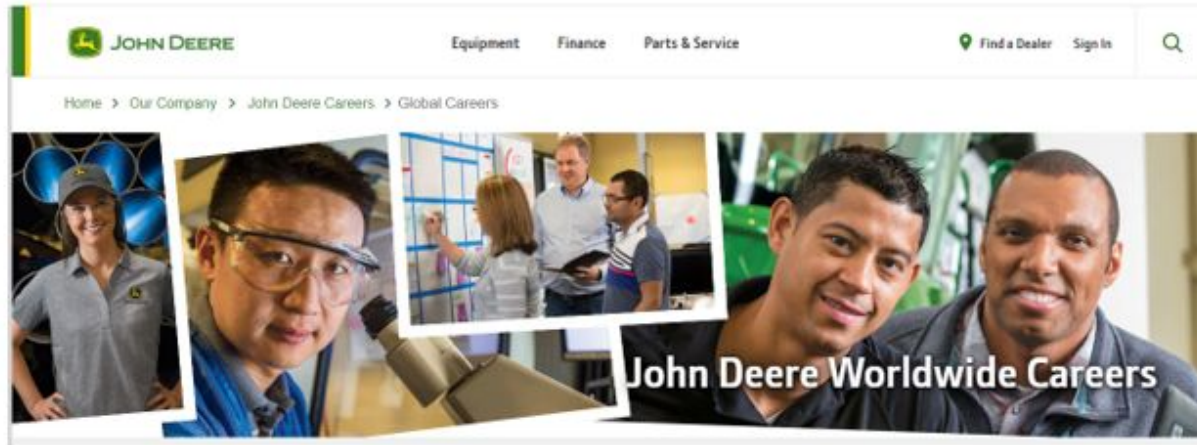 JOHN DEERE
Equipment Finance Parts & Service
Find a Dealer Sign In
Home > Our Company > John Deere Careers > Global Careers
John Deere Worldwide Careers